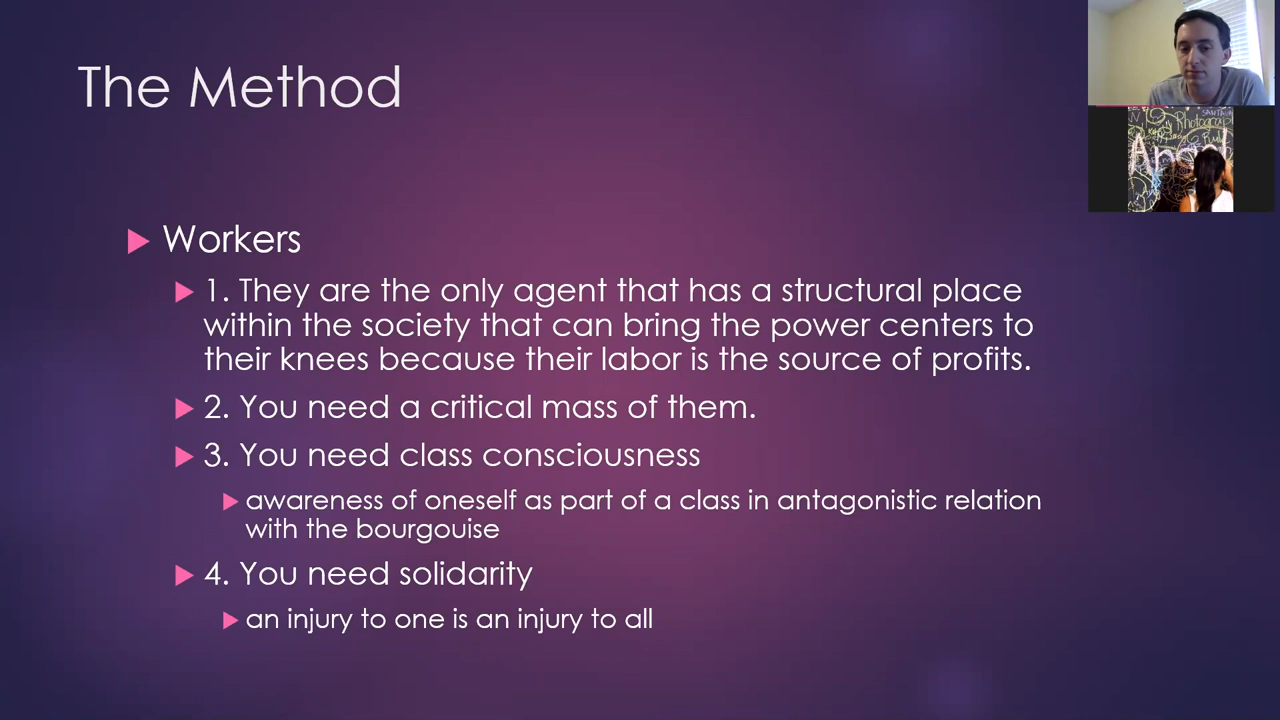 The Method
Workers
1. They are the only agent that has a structural place
within the society that can bring the power centers to
their knees because their labor is the source of profits.
2. You need a critical mass of them.
3. You need class consciousness
awareness of oneself as part of a class in antagonistic relation
with the bourgouise
4. You need solidarity
an injury to one is an injury to all